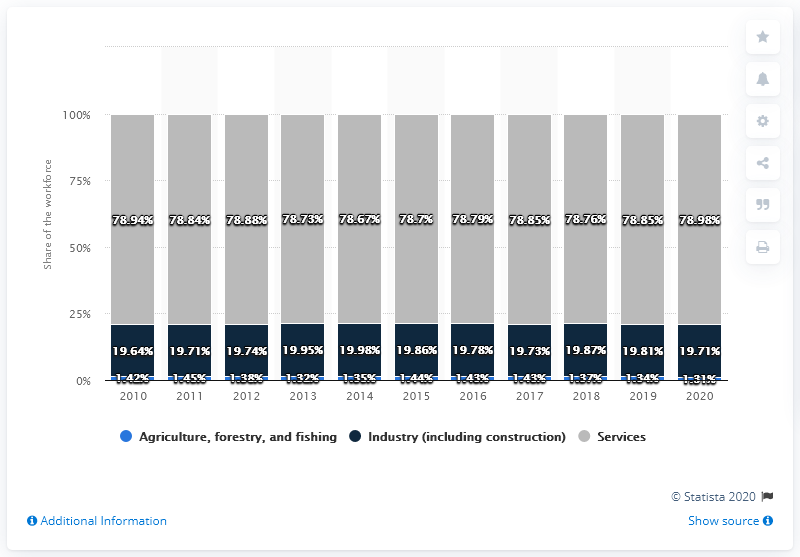 100%
75%
50%
25%
0%
Share of the workforce
78.94% 78.84% 78.88% 78.73% 78.67% 78.7% 78.79% 78.85% 78.76% 78.85% 78.98%
19.64% 19.71% 19.74% 19.95% 19.98% 19.86% 19.78% 19.73% 19.87% 19.81% 19.71%
1.42% 1.45% 1.38% 1.32% 1.35% 1.44% 1.43% 1.43% 1.37% 1.34% 1.31%
2010 2011 2012 2013 2014 2015 2016 2017 2018 2019 2020
Agriculture, forestry, and fishing Industry (including construction) Services
© Statista 2020
Additional Information Show source